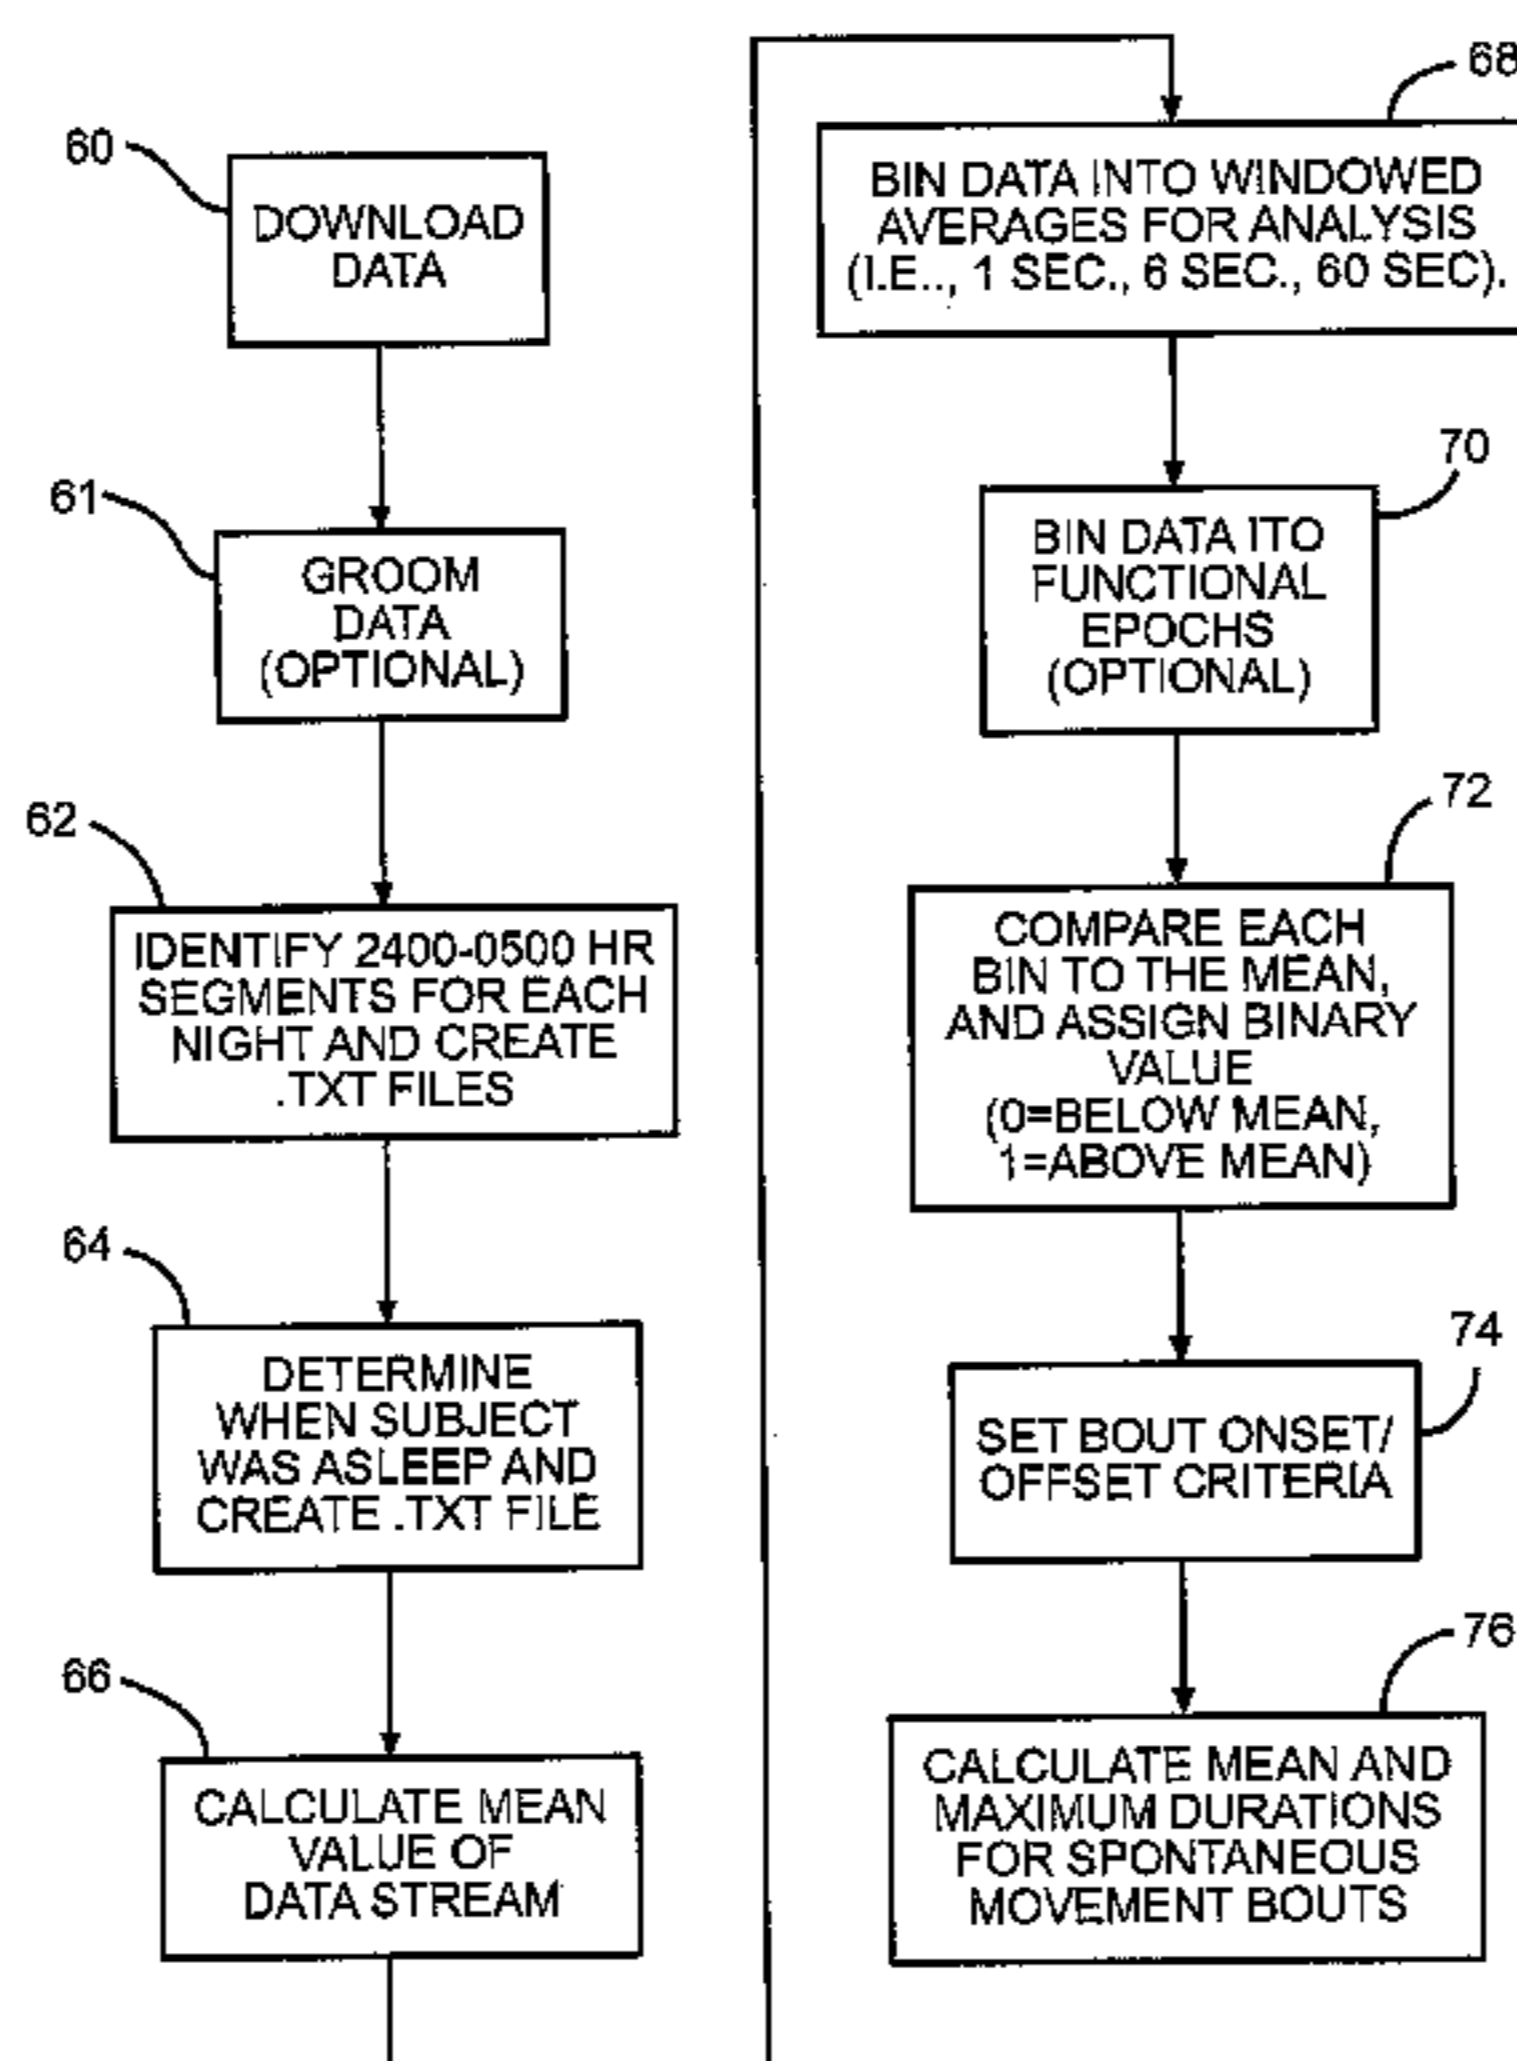 60
DOWNLOAD
DATA
61
GROOM
DATA
(OPTIONAL)
62
IDENTIFY 2400-0500 HR
SEGMENTS FOR EACH
NIGHT AND CREATE
.TXT FILES
64
DETERMINE
WHEN SUBJECT
WAS ASLEEP AND
CREATE .TXT FILE
66
CALCULATE MEAN
VALUE OF
DATA STREAM
68
BIN DATA INTO WINDOWED
AVERAGES FOR ANALYSIS
(I.E.., 1 SEC., 6 SEC., 60 SEC).
70
BIN DATA ITO
FUNCTIONAL
EPOCHS
(OPTIONAL)
72
COMPARE EACH
BIN TO THE MEAN,
AND ASSIGN BINARY
VALUE
(0=BELOW MEAN,
1=ABOVE MEAN)
74
SET BOUT ONSET/
OFFSET CRITERIA
76
CALCULATE MEAN AND
MAXIMUM DURATIONS
FOR SPONTANEOUS
MOVEMENT BOUTS